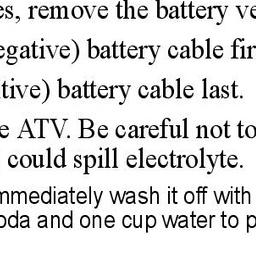 es, remove the battery ve
egative) battery cable fir
tive) battery cable last.
e ATV. Be careful not to
could spill electrolyte.
mmediately wash it off with
oda and one cup water to p